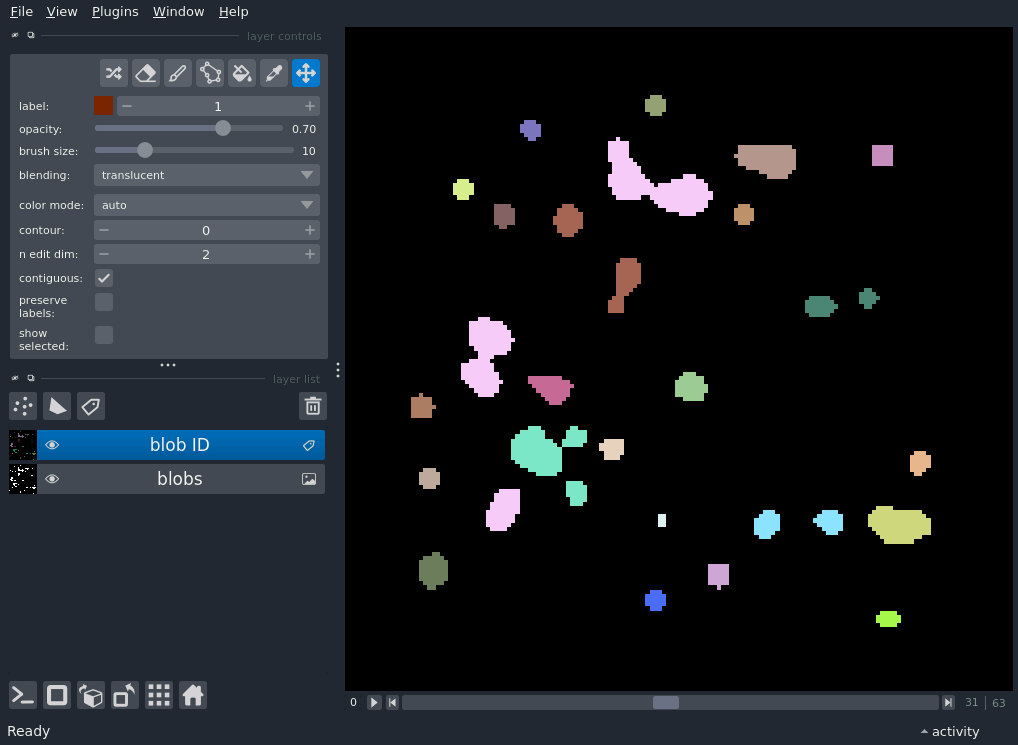 File View Plugins Window Help
layer controls
label: 1
opacity: 0.70
brush size: 10
blending: translucent
color mode: auto
contour: 0
n edit dim: 2
contiguous:
preserve
labels:
show
selected:
layer list
blob ID
blobs
0 31 | 63
Ready activity